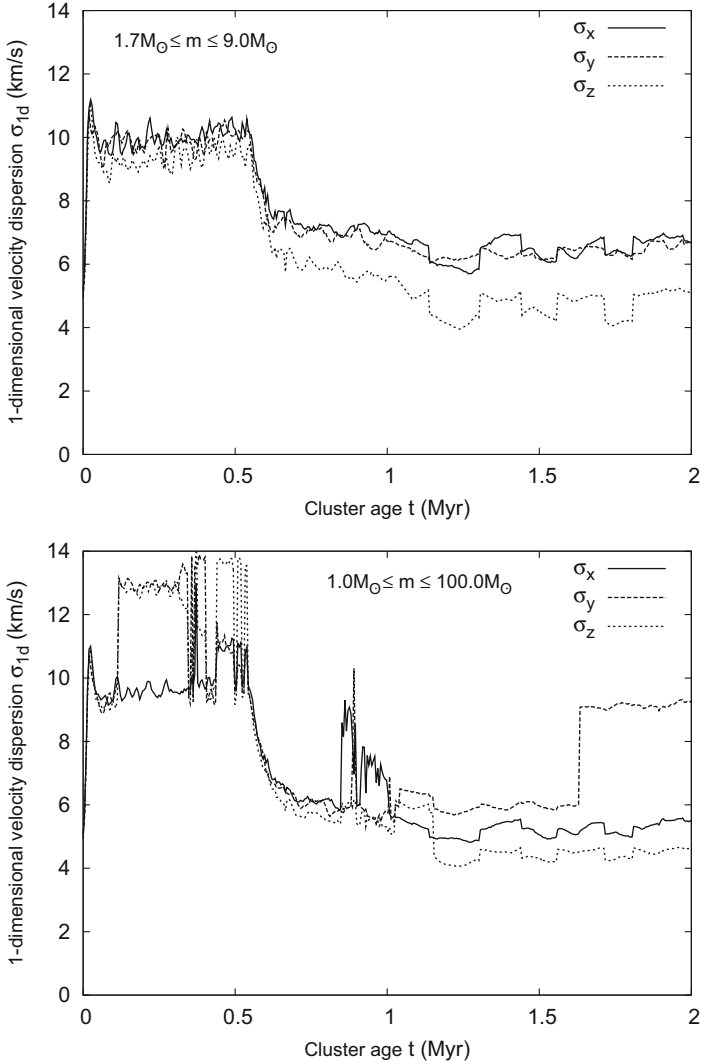 1.7M⊙ ≤ m ≤ 9.0M⊙
σx
σy
σz
1-dimensional velocity dispersion σ1d (km/s)
14
12
10
8
6
4
2
0
0 0.5 1 1.5 2
Cluster age t (Myr)
1.0M⊙ ≤ m ≤ 100.0M⊙
σx
σy
σz
1-dimensional velocity dispersion σ1d (km/s)
14
12
10
8
6
4
2
0
0 0.5 1 1.5 2
Cluster age t (Myr)